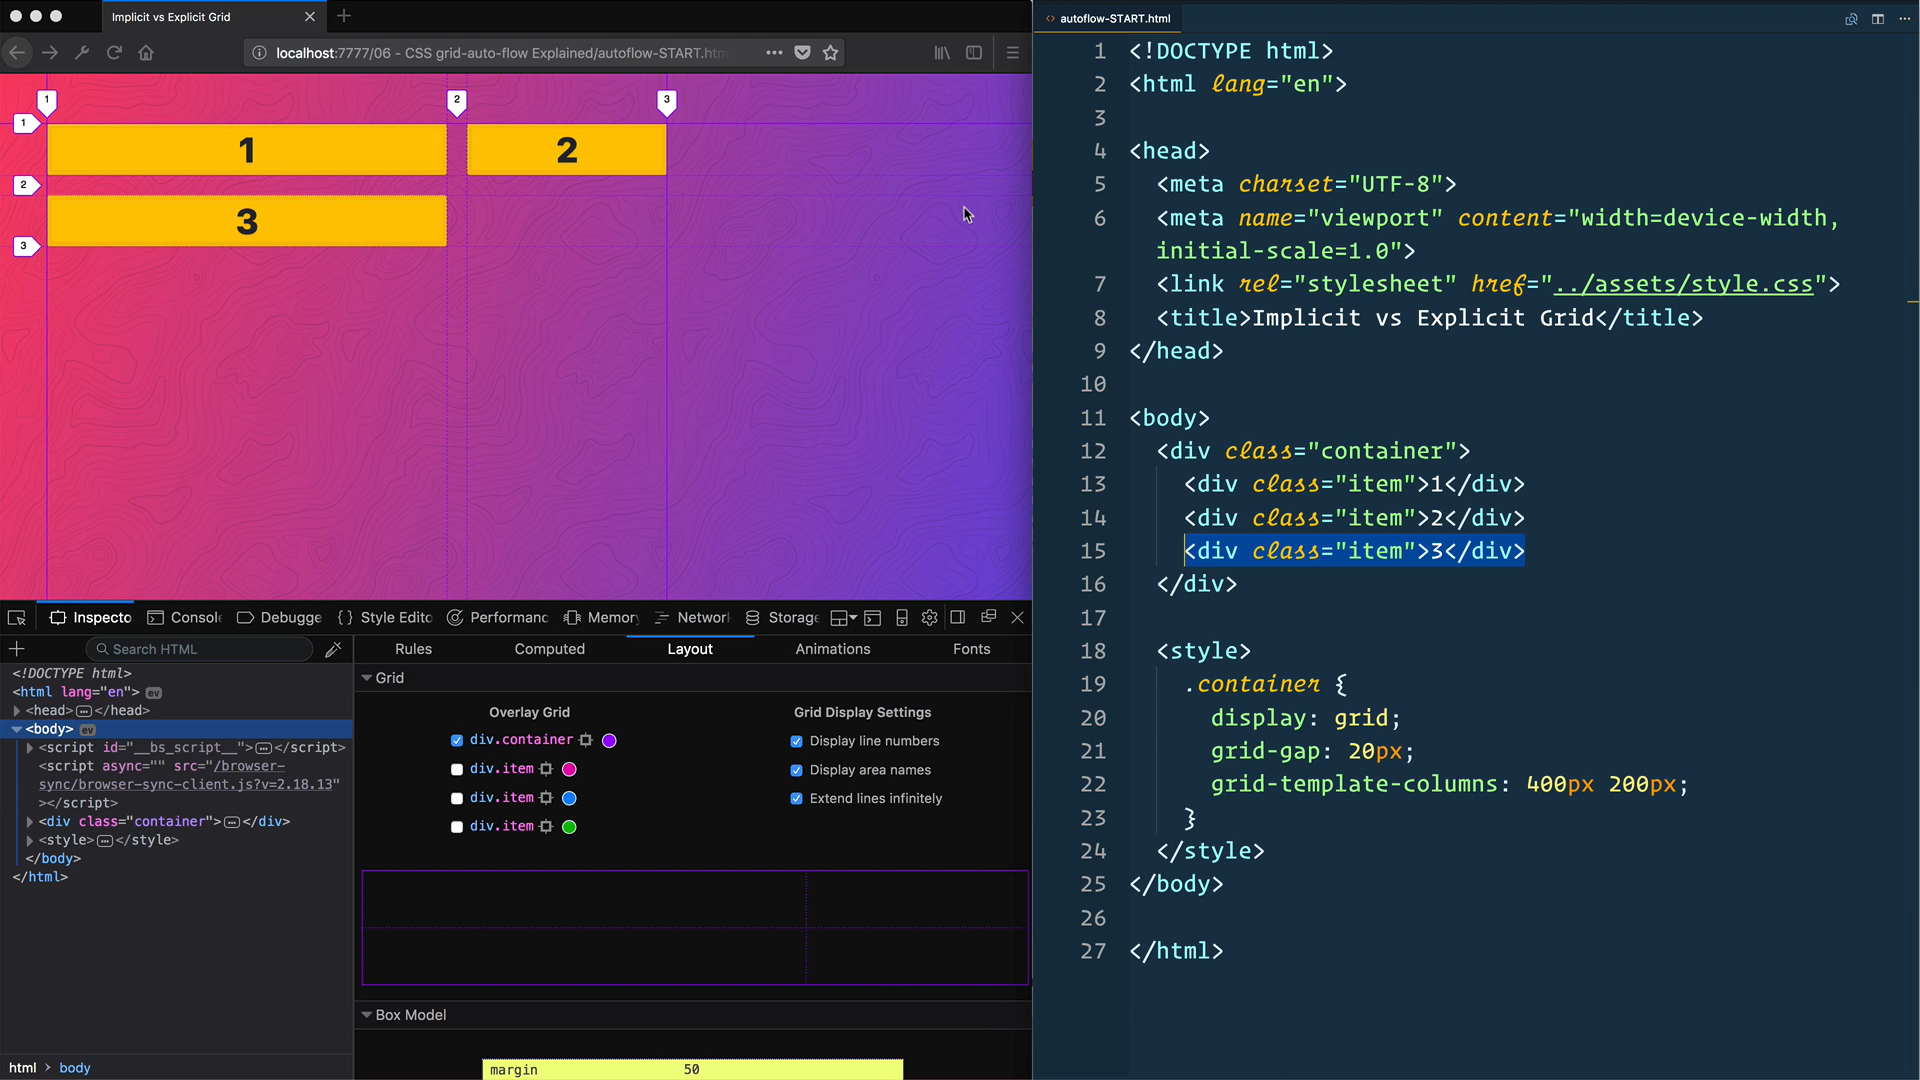 Implicit vs Explicit Grid
localhost:7777/06 - CSS grid-auto-flow Explained/autoflow-START.htm
1
2
3
1
1
2
2
3
3
Inspecto
Consol
Debugge
{ } Style Edito
Performanc
Memory
Networ
Storage
Search HTML
<!DOCTYPE html>
<html lang="en"> ev
<head></head>
<body> ev
<script id="__bs_script__"></script>
<script async="" src="/browser-
sync/browser-sync-client.js?v=2.18.13"
></script>
<div class="container"></div>
<style></style>
</body>
</html>
html > body
Rules
Computed
Layout
Animations
Fonts
Grid
Overlay Grid
div.container
div.item
div.item
div.item
Grid Display Settings
Display line numbers
Display area names
Extend lines infinitely
Box Model
margin 50
<> autoflow-START.html
1 <!DOCTYPE html>
2 <html lang="en">
3
4 <head>
5 <meta charset="UTF-8">
6 <meta name="viewport" content="width=device-width,
initial-scale=1.0">
7 <link rel="stylesheet" href="../assets/style.css">
8 <title>Implicit vs Explicit Grid</title>
9 </head>
10
11 <body>
12 <div class="container">
13 <div class="item">1</div>
14 <div class="item">2</div>
15 <div class="item">3</div>
16 </div>
17
18 <style>
19 .container {
20 display: grid;
21 grid-gap: 20px;
22 grid-template-columns: 400px 200px;
23 }
24 </style>
25 </body>
26
27 </html>